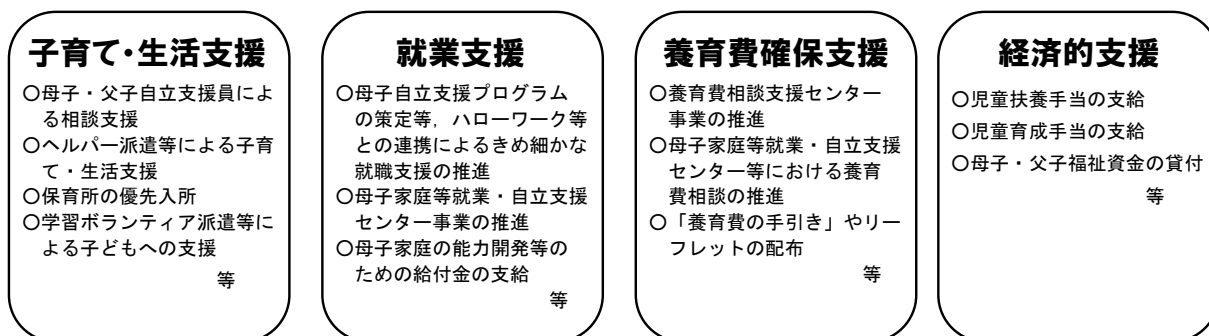 子育て・生活支援
〇母子・父子自立支援員によ
る相談支援
〇ヘルパー派遣等による子育
て・生活支援
〇保育所の優先入所
〇学習ボランティア派遣等に
よる子どもへの支援
等
就業支援
〇母子自立支援プログラム
の策定等，ハローワーク等
との連携によるきめ細かな
就職支援の推進
〇母子家庭等就業・自立支援
センター事業の推進
〇母子家庭の能力開発等の
ための給付金の支給
等
養育費確保支援
〇養育費相談支援センター
事業の推進
〇母子家庭等就業・自立支援
センター等における養育
費相談の推進
〇「養育費の手引き」やリー
フレットの配布
等
経済的支援
〇児童扶養手当の支給
〇児童育成手当の支給
〇母子・父子福祉資金の貸付
等